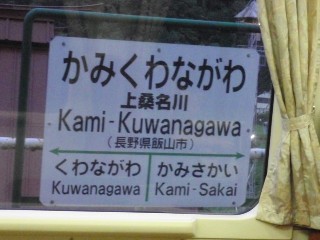 かみくわながわ
上桑名川
Kami-Kuwanagawa
(長野県飯山市)
くわながわ かみさかい
Kuwanagawa Kami-Sakai